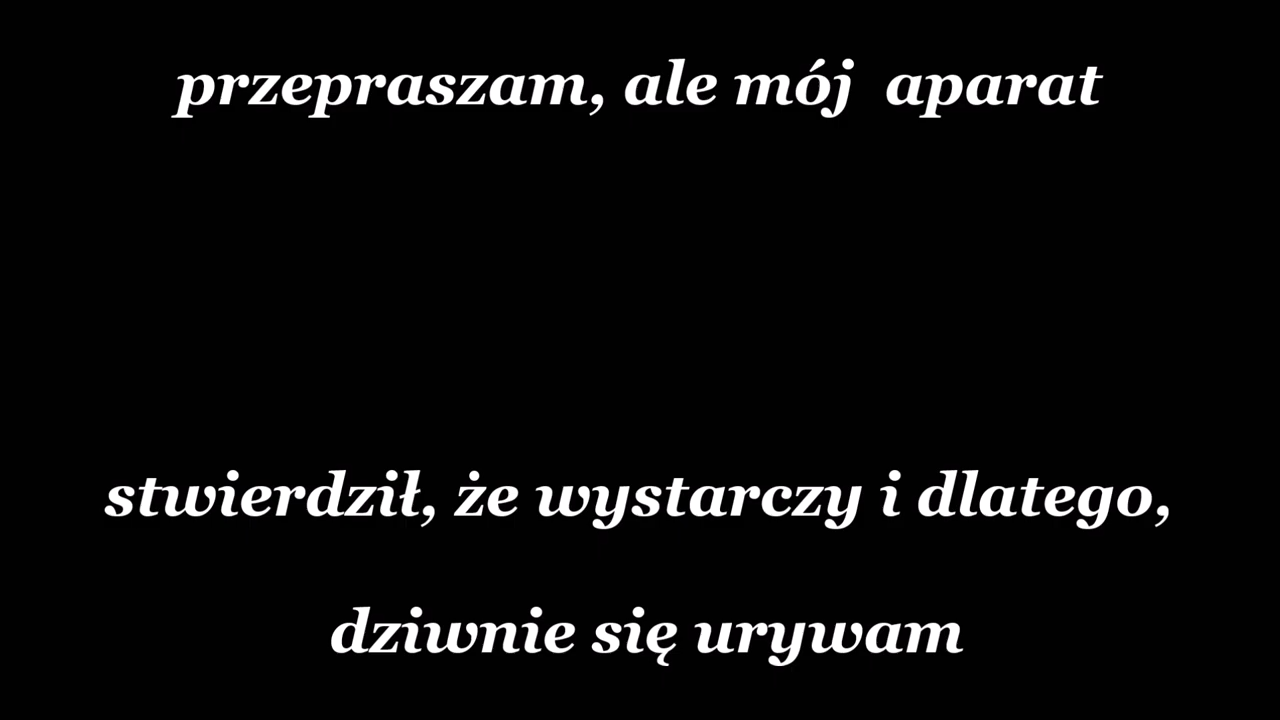 przepraszam, ale mój  aparat
stwierdził, że wystarczy i dlatego,
dziwnie się urywam